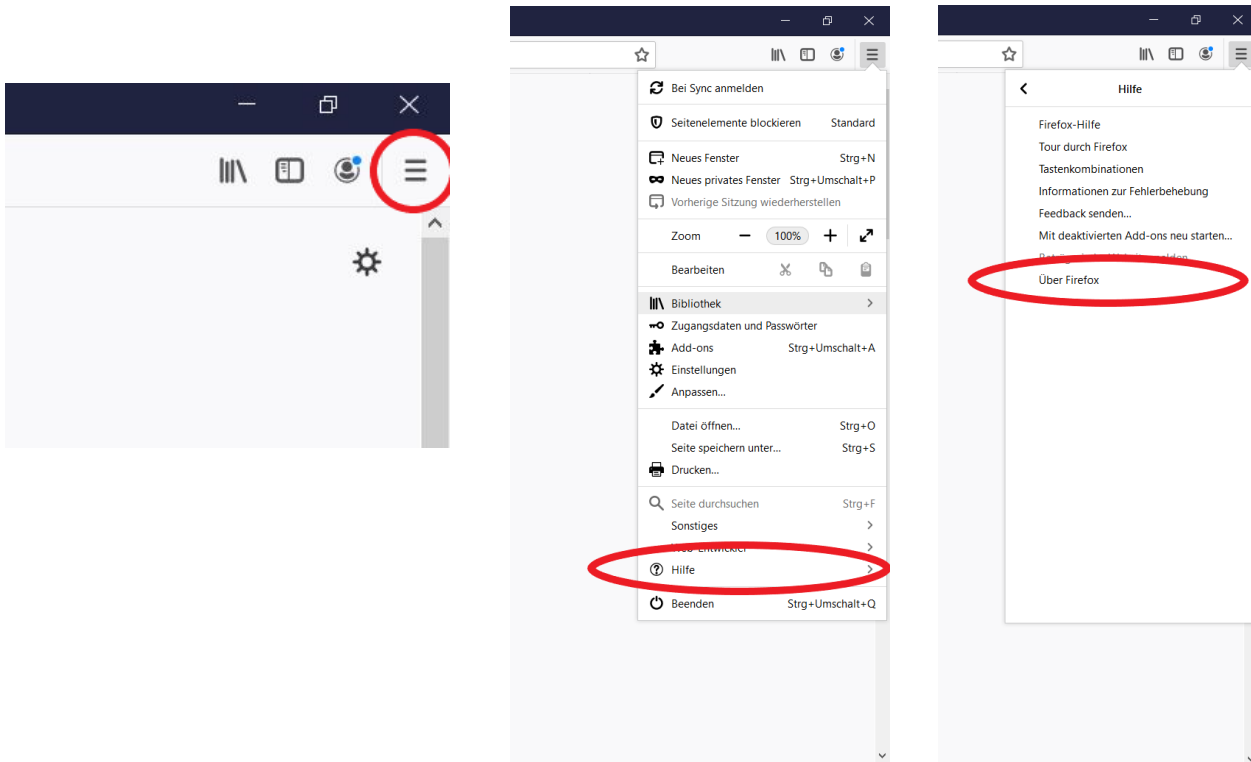 Bei Sync anmelden
Seitenelemente blockieren Standard
Neues Fenster Strg+N
Neues privates Fenster Strg+Umschalt+P
Vorherige Sitzung wiederherstellen
Zoom 100%
Bearbeiten
Bibliothek
Zugangsdaten und Passwörter
Add-ons Strg+Umschalt+A
Einstellungen
Anpassen...
Datei öffnen... Strg+O
Seite speichern unter... Strg+S
Drucken...
Seite durchsuchen Strg+F
Sonstiges
Web-Entwickler
Hilfe
Beenden Strg+Umschalt+Q
Hilfe
Firefox-Hilfe
Tour durch Firefox
Tastenkombinationen
Informationen zur Fehlerbehebung
Feedback senden...
Mit deaktivierten Add-ons neu starten...
Über Firefox